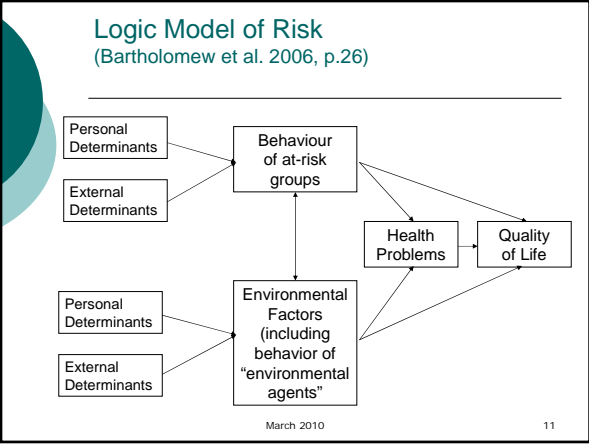 Logic Model of Risk
(Bartholomew et al. 2006, p.26)
Personal
Determinants
External
Determinants
Behaviour
of at-risk
groups
Health
Problems
Quality
of Life
Personal
Determinants
External
Determinants
Environmental
Factors
(including
behavior of
“environmental
agents”
March 2010
11